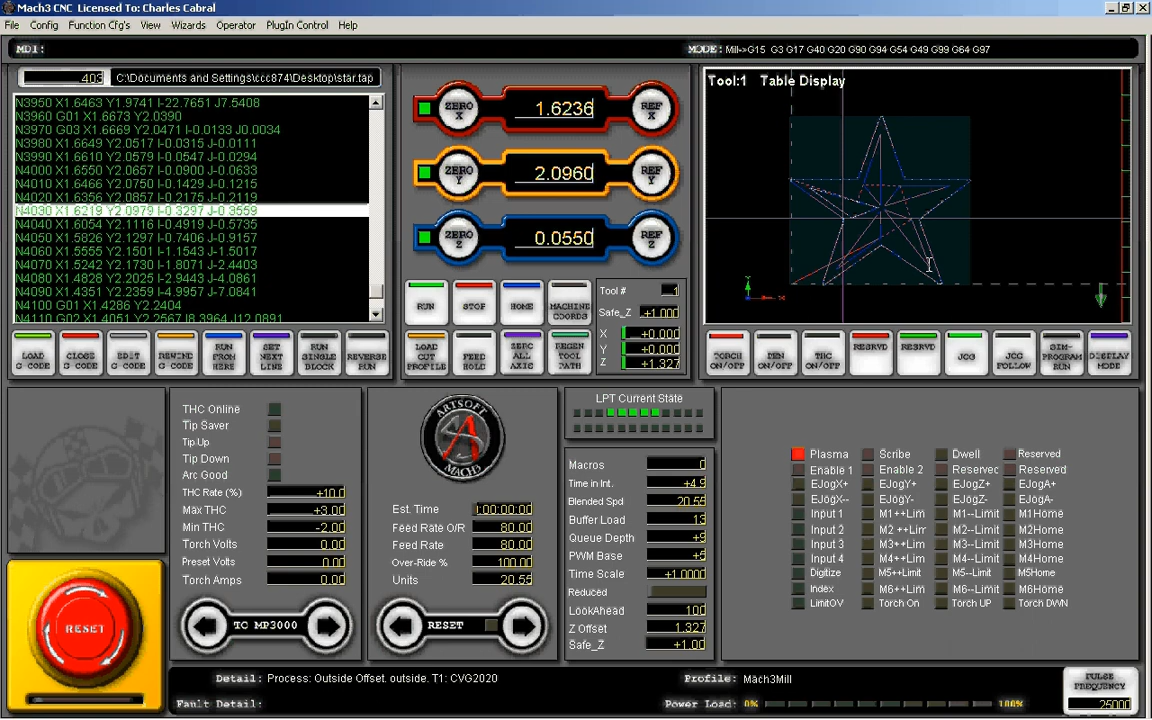 Mach3 CNC Licensed To: Charles Cabral
File Config Function Cfg's View Wizards Operator PlugIn Control Help
MDI: MODE: Mill->G15 G3 G17 G40 G20 G90 G94 G54 G49 G99 G64 G97
403 C:\Documents and Settings\ccc874\Desktop\star.tap
N3950 X1.6463 Y1.9741 I-22.7651 J7.5408
N3960 G01 X1.6673 Y2.0390
N3970 G03 X1.6669 Y2.0471 I-0.0133 J0.0034
N3980 X1.6649 Y2.0517 I-0.0315 J-0.0111
N3990 X1.6610 Y2.0579 I-0.0547 J-0.0294
N4000 X1.6550 Y2.0657 I-0.0900 J-0.0633
N4010 X1.6466 Y2.0750 I-0.1429 J-0.1215
N4020 X1.6356 Y2.0857 I-0.2175 J-0.2119
N4030 X1.6219 Y2.0979 I-0.3297 J-0.3559
N4040 X1.6054 Y2.1116 I-0.4919 J-0.5735
N4050 X1.5826 Y2.1297 I-0.7406 J-0.9157
N4060 X1.5555 Y2.1501 I-1.1543 J-1.5017
N4070 X1.5242 Y2.1730 I-1.8071 J-2.4403
N4080 X1.4828 Y2.2025 I-2.9443 J-4.0861
N4090 X1.4351 Y2.2359 I-4.9957 J-7.0841
N4100 G01 X1.4286 Y2.2404
N4110 G02 X1.4051 Y2.2567 I8.3964 J12.0891
LOAD G-CODE
CLOSE G-CODE
EDIT G-CODE
REWIND G-CODE
RUN FROM HERE
SET NEXT LINE
RUN SINGLE BLOCK
REVERSE RUN
ZERO X 1.6236 REF X
ZERO Y 2.0960 REF Y
ZERO Z 0.0550 REF Z
RUN
STOP
HOME
MACHINE COORDS
LOAD CUT PROFILE
FEED HOLD
ZERO ALL AXIS
REGEN TOOL PATH
Tool # 1
Safe_Z +1.000
X +0.000
Y +0.000
Z +1.327
Tool:1 Table Display
TORCH ON/OFF
PEN ON/OFF
THC ON/OFF
RESRVD
RESRVD
JOG
JOG FOLLOW
SIM-PROGRAM RUN
DISPLAY MODE
THC Online
Tip Saver
Tip Up
Tip Down
Arc Good
THC Rate (%) +10.0
Max THC +3.00
Min THC -2.00
Torch Volts 0.00
Preset Volts 0.00
Torch Amps 0.00
TC MP3000
ARTSOFT
MACH3
Est. Time 1:00:00:00
Feed Rate O/R 80.00
Feed Rate 80.00
Over-Ride % 100.00
Units 20.55
RESET
LPT Current State
Macros 0
Time in Int. +4.9
Blended Spd 20.55
Buffer Load 13
Queue Depth +9
PWM Base +5
Time Scale +1.0000
Reduced
LookAhead 100
Z Offset 1.327
Safe_Z +1.00
Plasma Scribe Dwell Reserved
Enable 1 Enable 2 Reserved Reserved
EJogX+ EJogY+ EJogZ+ EJogA+
EJogX-- EJogY- EJogZ- EJogA-
Input 1 M1++Lim M1--Limit M1Home
Input 2 M2 ++Lim M2--Limit M2Home
Input 3 M3++Lim M3--Limit M3Home
Input 4 M4++Lim M4--Limit M4Home
Digitize M5++Limit M5--Limit M5Home
Index M6++Lim M6--Limit M6Home
LimitOV Torch On Torch UP Torch DWN
RESET
Detail: Process: Outside Offset. outside. T1: CVG2020 Profile: Mach3Mill
Fault Detail: Power Load: 0% 100%
PULSE FREQUENCY
25000